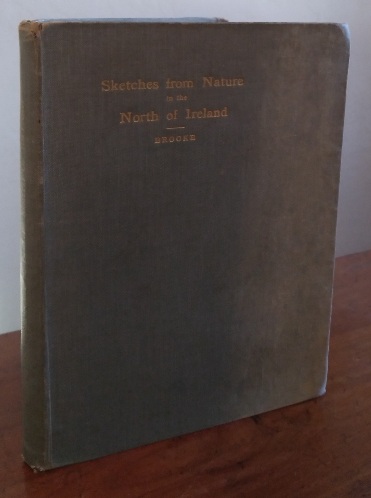 Sketches from Nature
in the
North of Ireland
BROOKE